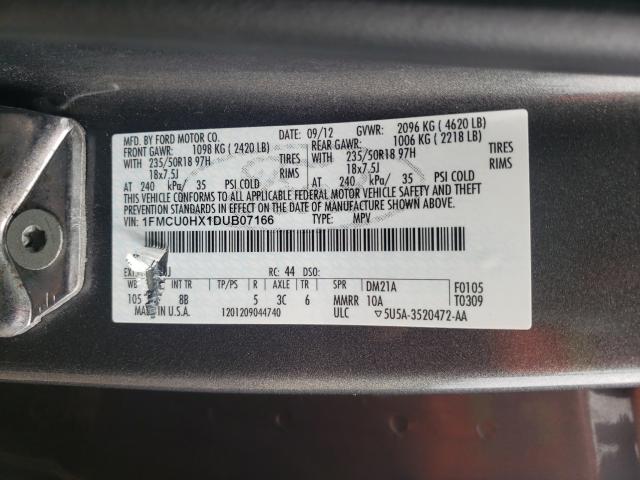 MFD. BY FORD MOTOR CO. DATE: 09/12 GVWR: 2096 KG ( 4620 LB)
FRONT GAWR: 1098 KG ( 2420 LB) REAR GAWR: 1006 KG ( 2218 LB)
WITH 235/50R18 97H TIRES WITH 235/50R18 97H TIRES
18x7.5J RIMS 18x7.5J RIMS
AT 240 kPa/ 35 PSI COLD AT 240 kPa/ 35 PSI COLD
THIS VEHICLE CONFORMS TO ALL APPLICABLE FEDERAL MOTOR VEHICLE SAFETY AND THEFT
PREVENTION STANDARDS IN EFFECT ON THE DATE OF MANUFACTURE SHOWN ABOVE.
VIN: 1FMCU0HX1DUB07166 TYPE: MPV
RC: 44 DSO:
WB INT TR TP/PS R AXLE TR SPR DM21A F0105
105 8B 5 3C 6 MMRR 10A T0309
MADE IN U.S.A. 1201209044740 ULC ▽5U5A-3520472-AA